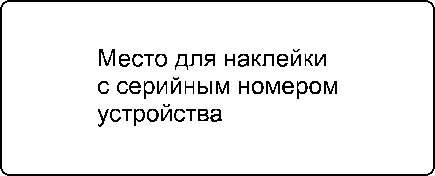 Место для наклейки
с серийным номером
устройства